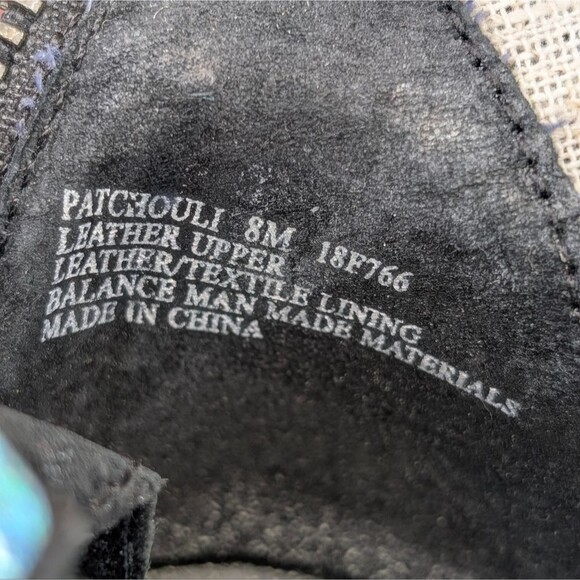 PATCHOULI 8M 18F766
LEATHER UPPER
LEATHER/TEXTILE LINING
BALANCE MAN MADE MATERIALS
MADE IN CHINA